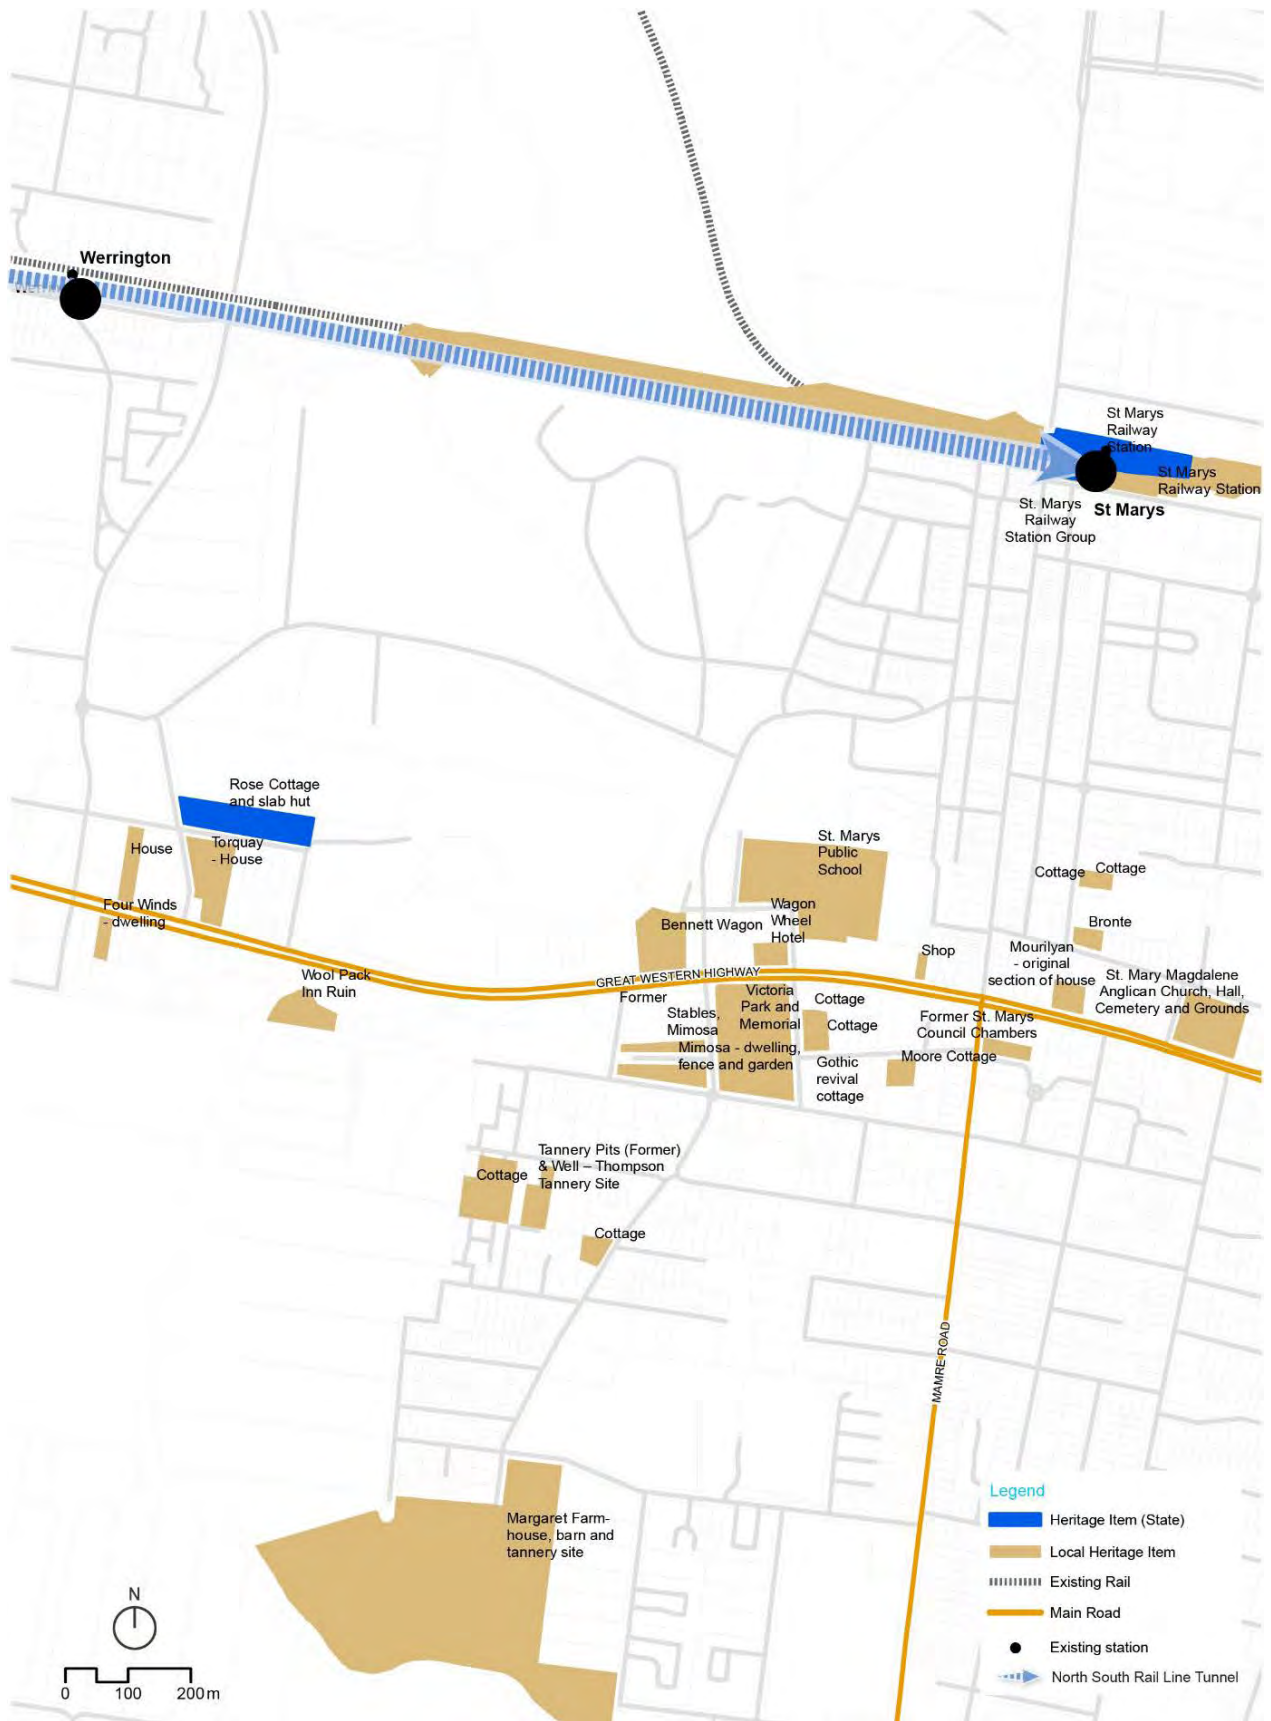 Werrington
St Marys
Railway
Station
St Marys
Railway Station
St. Marys
Railway
Station Group
St Marys
Rose Cottage
and slab hut
House
Torquay
- House
Four Winds
- dwelling
Wool Pack
Inn Ruin
St. Marys
Public
School
Bennett Wagon
Wagon
Wheel
Hotel
Cottage
Cottage
Bronte
Shop
Mourilyan
- original
section of house
St. Mary Magdalene
Anglican Church, Hall,
Cemetery and Grounds
GREAT WESTERN HIGHWAY
Former
Stables,
Mimosa
Mimosa - dwelling,
fence and garden
Victoria
Park and
Memorial
Cottage
Cottage
Gothic
revival
cottage
Former St. Marys
Council Chambers
Moore Cottage
Cottage
Tannery Pits (Former)
& Well – Thompson
Tannery Site
Cottage
MAMRE ROAD
Margaret Farm-
house, barn and
tannery site
Legend
Heritage Item (State)
Local Heritage Item
Existing Rail
Main Road
Existing station
North South Rail Line Tunnel
N
0 100 200m